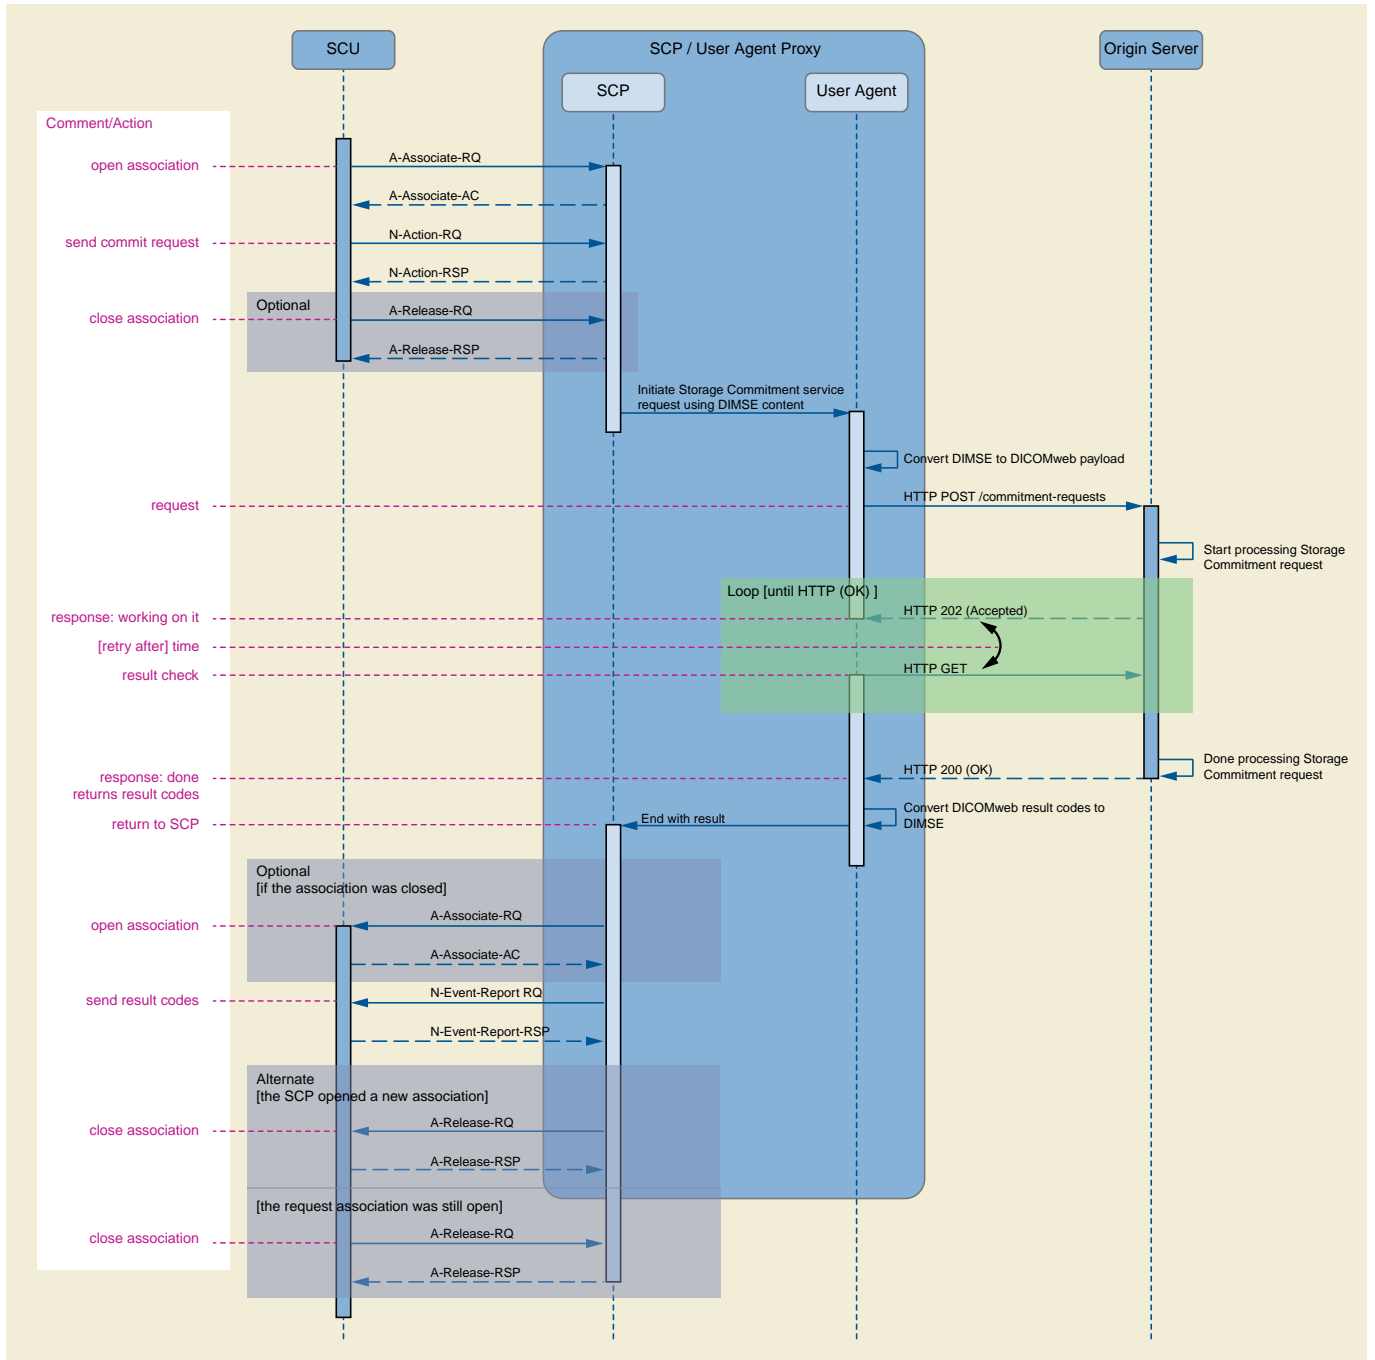 SCU
SCP / User Agent Proxy
Origin Server
SCP
User Agent
Comment/Action
open association
A-Associate-RQ
A-Associate-AC
send commit request
N-Action-RQ
N-Action-RSP
Optional
close association
A-Release-RQ
A-Release-RSP
Initiate Storage Commitment service
request using DIMSE content
Convert DIMSE to DICOMweb payload
request
HTTP POST /commitment-requests
Start processing Storage
Commitment request
Loop [until HTTP (OK) ]
response: working on it
HTTP 202 (Accepted)
[retry after] time
result check
HTTP GET
Done processing Storage
Commitment request
response: done
returns result codes
HTTP 200 (OK)
Convert DICOMweb result codes to
DIMSE
return to SCP
End with result
Optional
[if the association was closed]
open association
A-Associate-RQ
A-Associate-AC
send result codes
N-Event-Report RQ
N-Event-Report-RSP
Alternate
[the SCP opened a new association]
close association
A-Release-RQ
A-Release-RSP
[the request association was still open]
close association
A-Release-RQ
A-Release-RSP